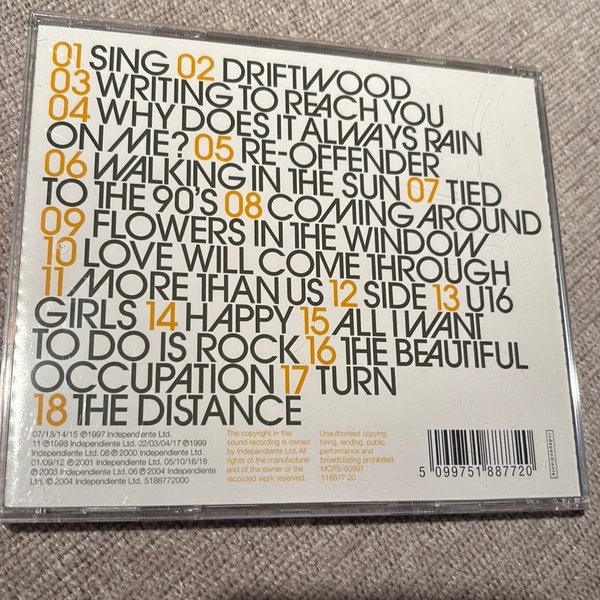 01 SING 02 DRIFTWOOD
03 WRITING TO REACH YOU
04 WHY DOES IT ALWAYS RAIN
ON ME? 05 RE-OFFENDER
06 WALKING IN THE SUN 07 TIED
TO THE 90'S 08 COMING AROUND
09 FLOWERS IN THE WINDOW
10 LOVE WILL COME THROUGH
11 MORE THAN US 12 SIDE 13 U16
GIRLS 14 HAPPY 15 ALL I WANT
TO DO IS ROCK 16 THE BEAUTIFUL
OCCUPATION 17 TURN
18 THE DISTANCE
07/13/14/15 ℗1997 Independiente Ltd.
11 ℗1998 Independiente Ltd. 02/03/04/17 ℗1999
Independiente Ltd. 08 ℗2000 Independiente Ltd.
01/09/12 ℗2001 Independiente Ltd. 05/10/16/18
℗2003 Independiente Ltd. 06 ℗2004 Independiente
Ltd. © 2004 Independiente Ltd. 5188772000
The copyright in this
sound recording is owned
by Independiente Ltd. All
rights of the manufacturer
and of the owner of the
recorded work reserved.
Unauthorised copying,
hiring, lending, public
performance and
broadcasting prohibited.
MCPS/50997
518877 20
5 099751 887720